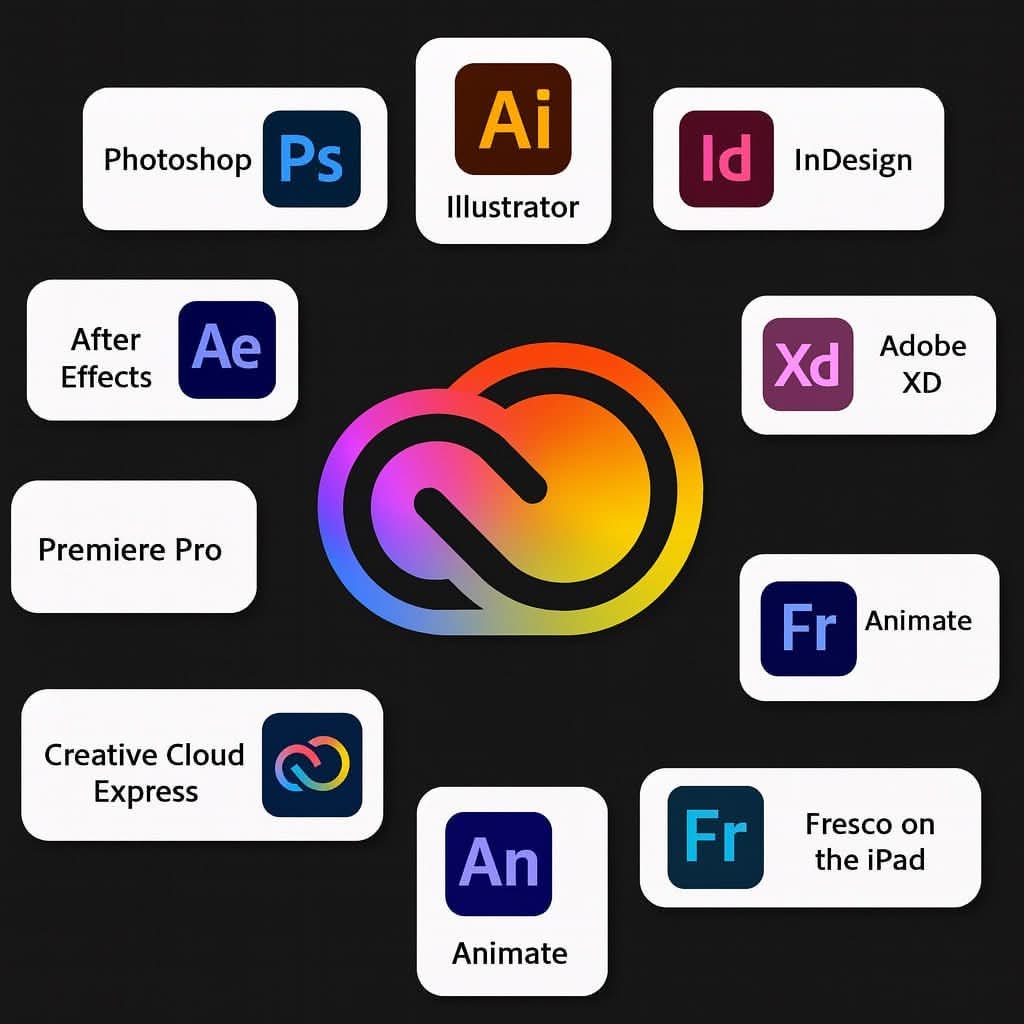 Photoshop
Ps
Ai
Illustrator
Id
InDesign
After
Effects
Ae
Xd
Adobe
XD
Premiere Pro
Fr
Animate
Creative Cloud
Express
An
Animate
Fr
Fresco on
the iPad